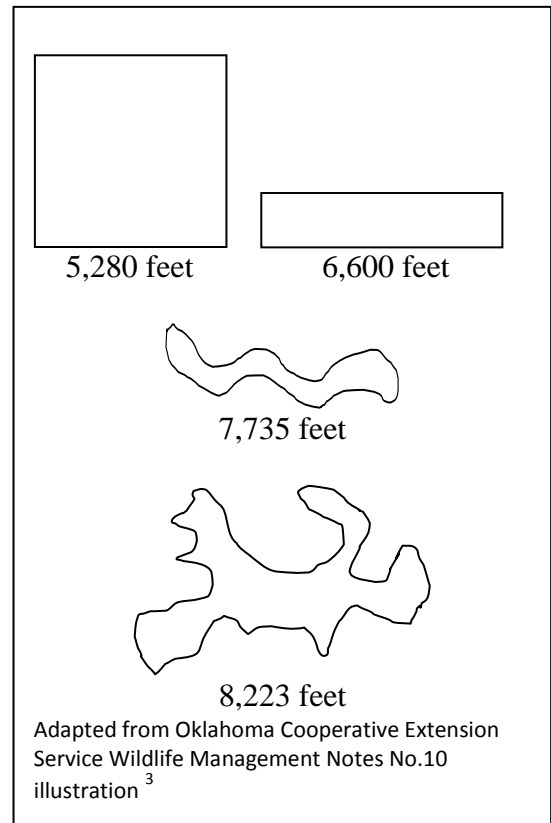 5,280 feet
6,600 feet
7,735 feet
8,223 feet
Adapted from Oklahoma Cooperative Extension
Service Wildlife Management Notes No.10
illustration 3